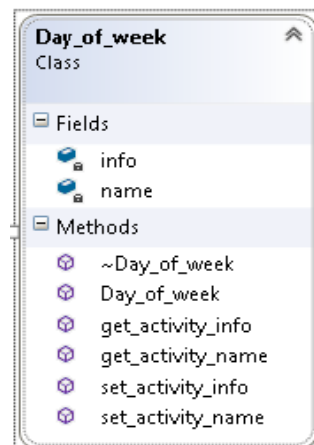 Day_of_week
Class
Fields
info
name
Methods
~Day_of_week
Day_of_week
get_activity_info
get_activity_name
set_activity_info
set_activity_name